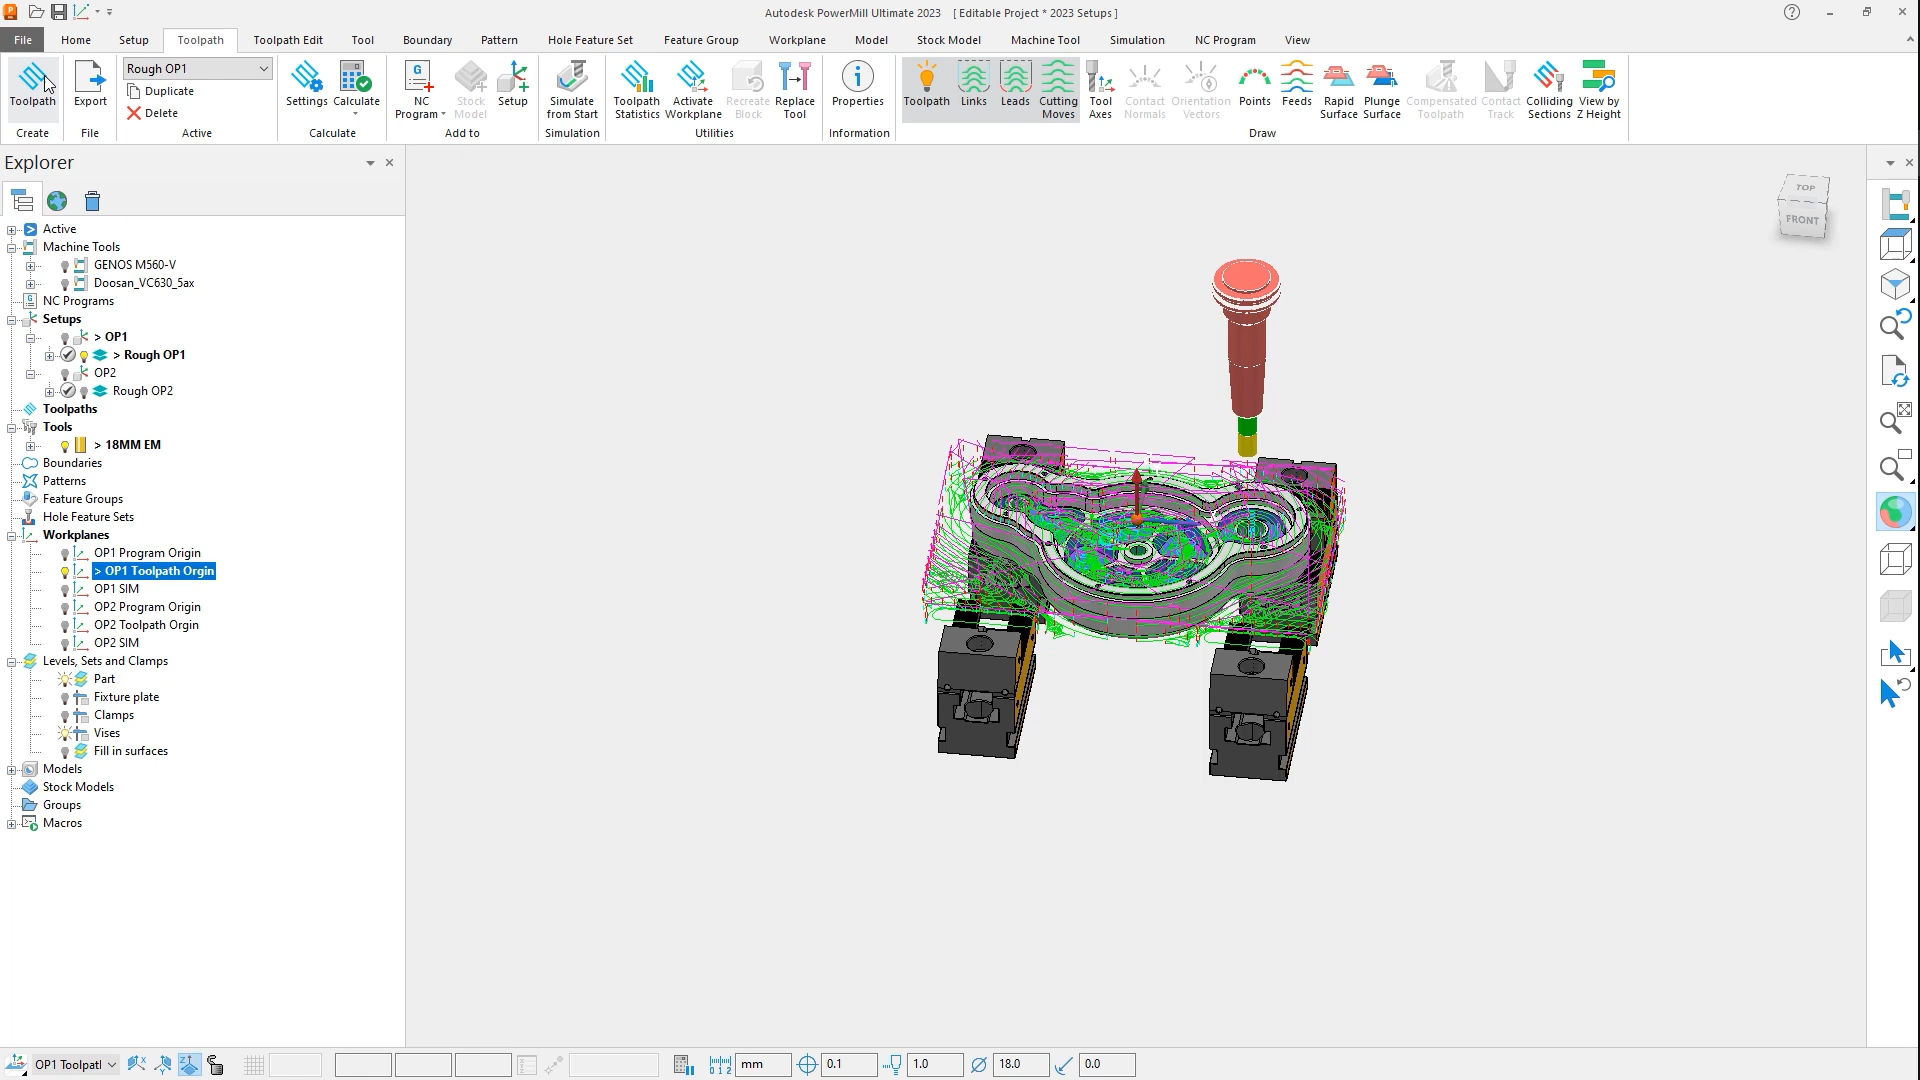 Autodesk PowerMill Ultimate 2023    [ Editable Project * 2023 Setups ]
File Home Setup Toolpath Toolpath Edit Tool Boundary Pattern Hole Feature Set Feature Group Workplane Model Stock Model Machine Tool Simulation NC Program View
Toolpath
Create
Export
File
Rough OP1
Duplicate
Delete
Active
Settings
Calculate
Calculate
NC Program
Stock Model
Setup
Add to
Simulate from Start
Simulation
Toolpath Statistics
Activate Workplane
Recreate Block
Replace Tool
Utilities
Properties
Information
Toolpath
Links
Leads
Cutting Moves
Tool Axes
Contact Normals
Orientation Vectors
Points
Feeds
Rapid Surface
Plunge Surface
Compensated Toolpath
Contact Track
Colliding Sections
View by Z Height
Draw
Explorer
Active
Machine Tools
GENOS M560-V
Doosan_VC630_5ax
NC Programs
Setups
> OP1
> Rough OP1
OP2
Rough OP2
Toolpaths
Tools
> 18MM EM
Boundaries
Patterns
Feature Groups
Hole Feature Sets
Workplanes
OP1 Program Origin
> OP1 Toolpath Orgin
OP1 SIM
OP2 Program Origin
OP2 Toolpath Orgin
OP2 SIM
Levels, Sets and Clamps
Part
Fixture plate
Clamps
Vises
Fill in surfaces
Models
Stock Models
Groups
Macros
TOP
FRONT
OP1 Toolpatl mm 0.1 1.0 18.0 0.0